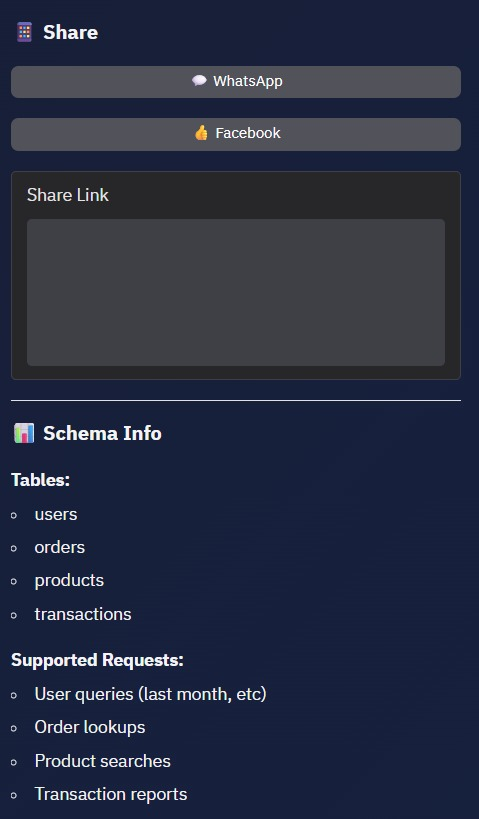 Share
WhatsApp
Facebook
Share Link
Schema Info
Tables:
users
orders
products
transactions
Supported Requests:
User queries (last month, etc)
Order lookups
Product searches
Transaction reports